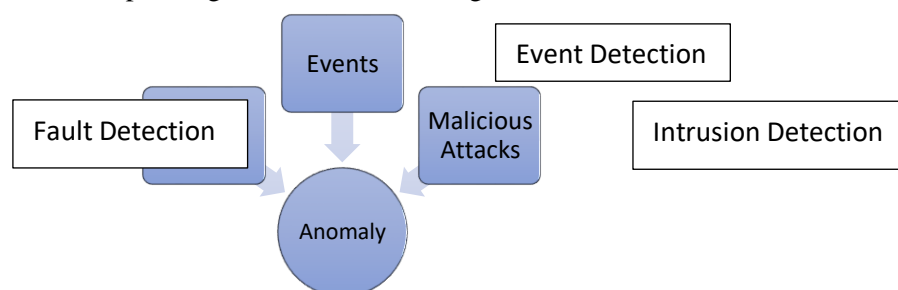 Events
Event Detection
Fault Detection
Malicious
Attacks
Intrusion Detection
Anomaly